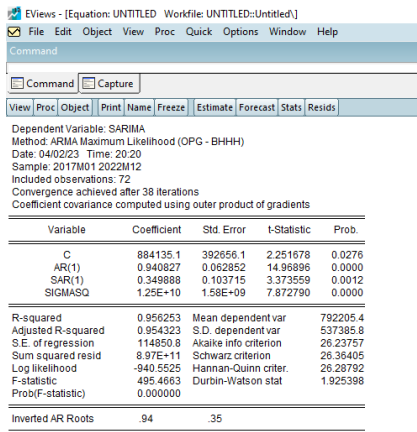 EViews - [Equation: UNTITLED Workfile: UNTITLED::Untitled\]
File Edit Object View Proc Quick Options Window Help
Command
Command Capture
View Proc Object Print Name Freeze Estimate Forecast Stats Resids
Dependent Variable: SARIMA
Method: ARMA Maximum Likelihood (OPG - BHHH)
Date: 04/02/23 Time: 20:20
Sample: 2017M01 2022M12
Included observations: 72
Convergence achieved after 38 iterations
Coefficient covariance computed using outer product of gradients
Variable Coefficient Std. Error t-Statistic Prob.
C 884135.1 392656.1 2.251678 0.0276
AR(1) 0.940827 0.062852 14.96896 0.0000
SAR(1) 0.349888 0.103715 3.373559 0.0012
SIGMASQ 1.25E+10 1.58E+09 7.872790 0.0000
R-squared 0.956253 Mean dependent var 792205.4
Adjusted R-squared 0.954323 S.D. dependent var 537385.8
S.E. of regression 114850.8 Akaike info criterion 26.23757
Sum squared resid 8.97E+11 Schwarz criterion 26.36405
Log likelihood -940.5525 Hannan-Quinn criter. 26.28792
F-statistic 495.4663 Durbin-Watson stat 1.925398
Prob(F-statistic) 0.000000
Inverted AR Roots .94 .35